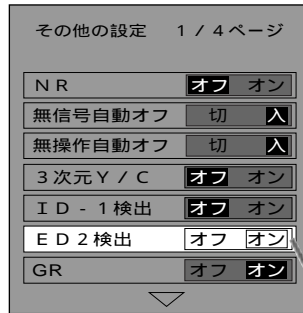 その他の設定 1/4ページ
NR オフ オン
無信号自動オフ 切 入
無操作自動オフ 切 入
3次元Y/C オフ オン
ID-1検出 オフ オン
ED2検出 オフ オン
GR オフ オン